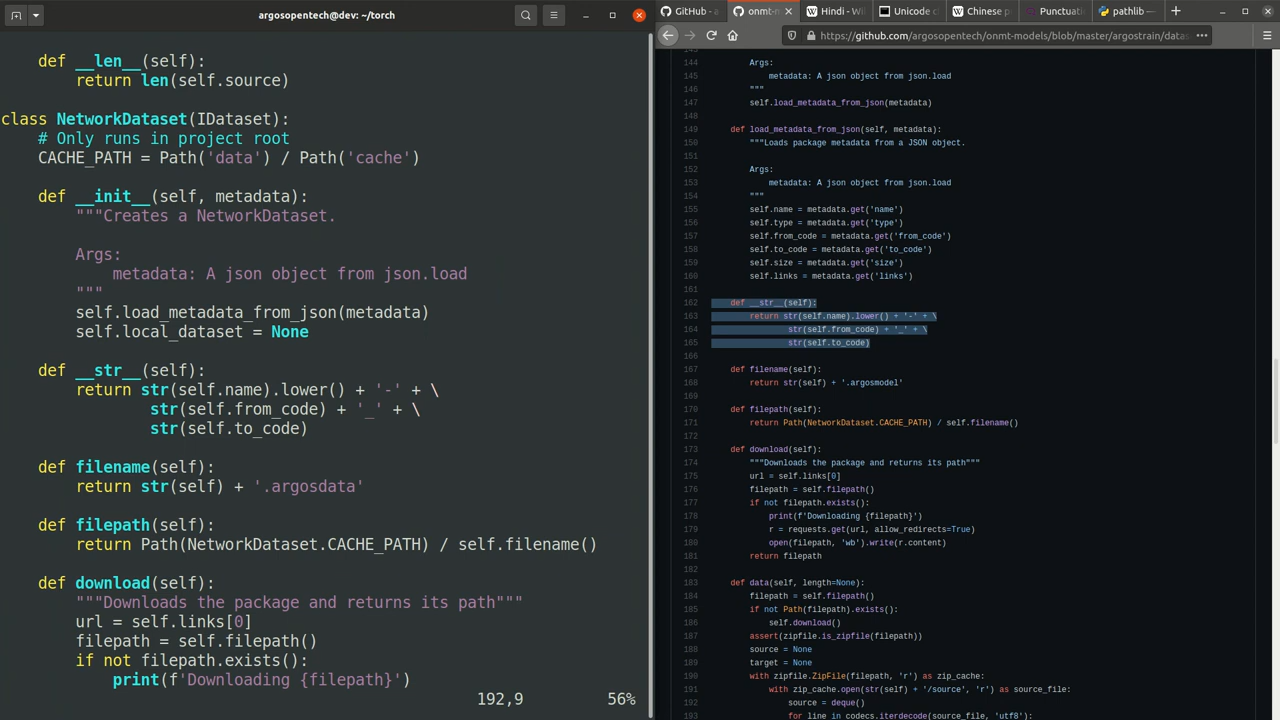 argosopentech@dev: ~/torch
def __len__(self):
return len(self.source)
class NetworkDataset(IDataset):
# Only runs in project root
CACHE_PATH = Path('data') / Path('cache')
def __init__(self, metadata):
"""Creates a NetworkDataset.
Args:
metadata: A json object from json.load
"""
self.load_metadata_from_json(metadata)
self.local_dataset = None
def __str__(self):
return str(self.name).lower() + '-' + \
str(self.from_code) + '_' + \
str(self.to_code)
def filename(self):
return str(self) + '.argosdata'
def filepath(self):
return Path(NetworkDataset.CACHE_PATH) / self.filename()
def download(self):
"""Downloads the package and returns its path"""
url = self.links[0]
filepath = self.filepath()
if not filepath.exists():
print(f'Downloading {filepath}')
192,9 56%
GitHub - a
onmt-m
Hindi - Wi
Unicode c
Chinese p
Punctuati
pathlib —
https://github.com/argosopentech/onmt-models/blob/master/argostrain/datas
143
144 Args:
145 metadata: A json object from json.load
146 """
147 self.load_metadata_from_json(metadata)
148
149 def load_metadata_from_json(self, metadata):
150 """Loads package metadata from a JSON object.
151
152 Args:
153 metadata: A json object from json.load
154 """
155 self.name = metadata.get('name')
156 self.type = metadata.get('type')
157 self.from_code = metadata.get('from_code')
158 self.to_code = metadata.get('to_code')
159 self.size = metadata.get('size')
160 self.links = metadata.get('links')
161
162 def __str__(self):
163 return str(self.name).lower() + '-' + \
164 str(self.from_code) + '_' + \
165 str(self.to_code)
166
167 def filename(self):
168 return str(self) + '.argosmodel'
169
170 def filepath(self):
171 return Path(NetworkDataset.CACHE_PATH) / self.filename()
172
173 def download(self):
174 """Downloads the package and returns its path"""
175 url = self.links[0]
176 filepath = self.filepath()
177 if not filepath.exists():
178 print(f'Downloading {filepath}')
179 r = requests.get(url, allow_redirects=True)
180 open(filepath, 'wb').write(r.content)
181 return filepath
182
183 def data(self, length=None):
184 filepath = self.filepath()
185 if not Path(filepath).exists():
186 self.download()
187 assert(zipfile.is_zipfile(filepath))
188 source = None
189 target = None
190 with zipfile.ZipFile(filepath, 'r') as zip_cache:
191 with zip_cache.open(str(self) + '/source', 'r') as source_file:
192 source = deque()
193 for line in codecs.iterdecode(source_file, 'utf8'):